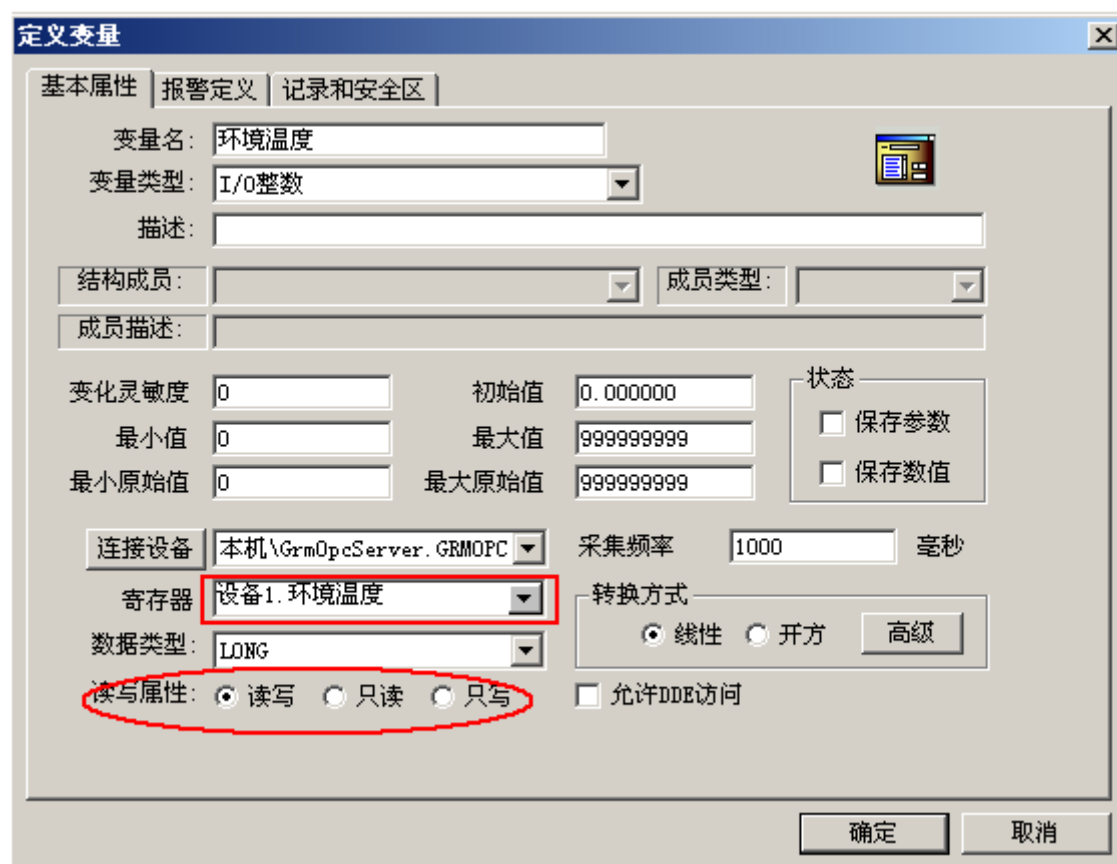 定义变量
基本属性 报警定义 记录和安全区
变量名: 环境温度
变量类型: I/O整数
描述:
结构成员: 成员类型:
成员描述:
变化灵敏度 0 初始值 0.000000 状态
保存参数
最小值 0 最大值 999999999
最小原始值 0 最大原始值 999999999 保存数值
连接设备 本机\GrmOpcServer.GRMOPC 采集频率 1000 毫秒
寄存器 设备1.环境温度 转换方式
数据类型: LONG 线性 开方 高级
读写属性: 读写 只读 只写 允许DDE访问
确定 取消